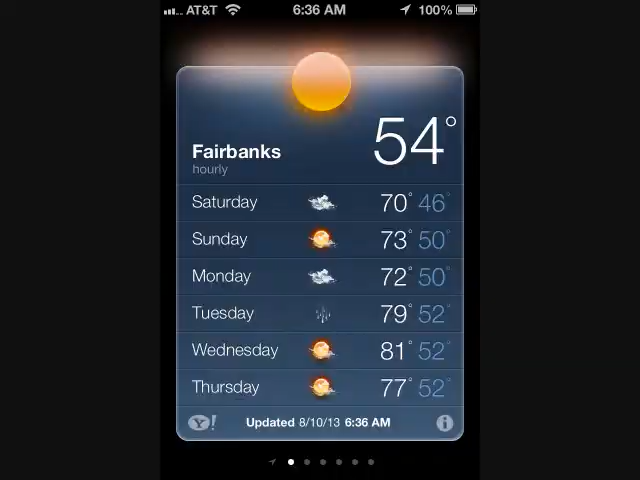 AT&T 6:36 AM 100%
54°
Fairbanks
hourly
Saturday 70° 46°
Sunday 73° 50°
Monday 72° 50°
Tuesday 79° 52°
Wednesday 81° 52°
Thursday 77° 52°
Y! Updated 8/10/13 6:36 AM i